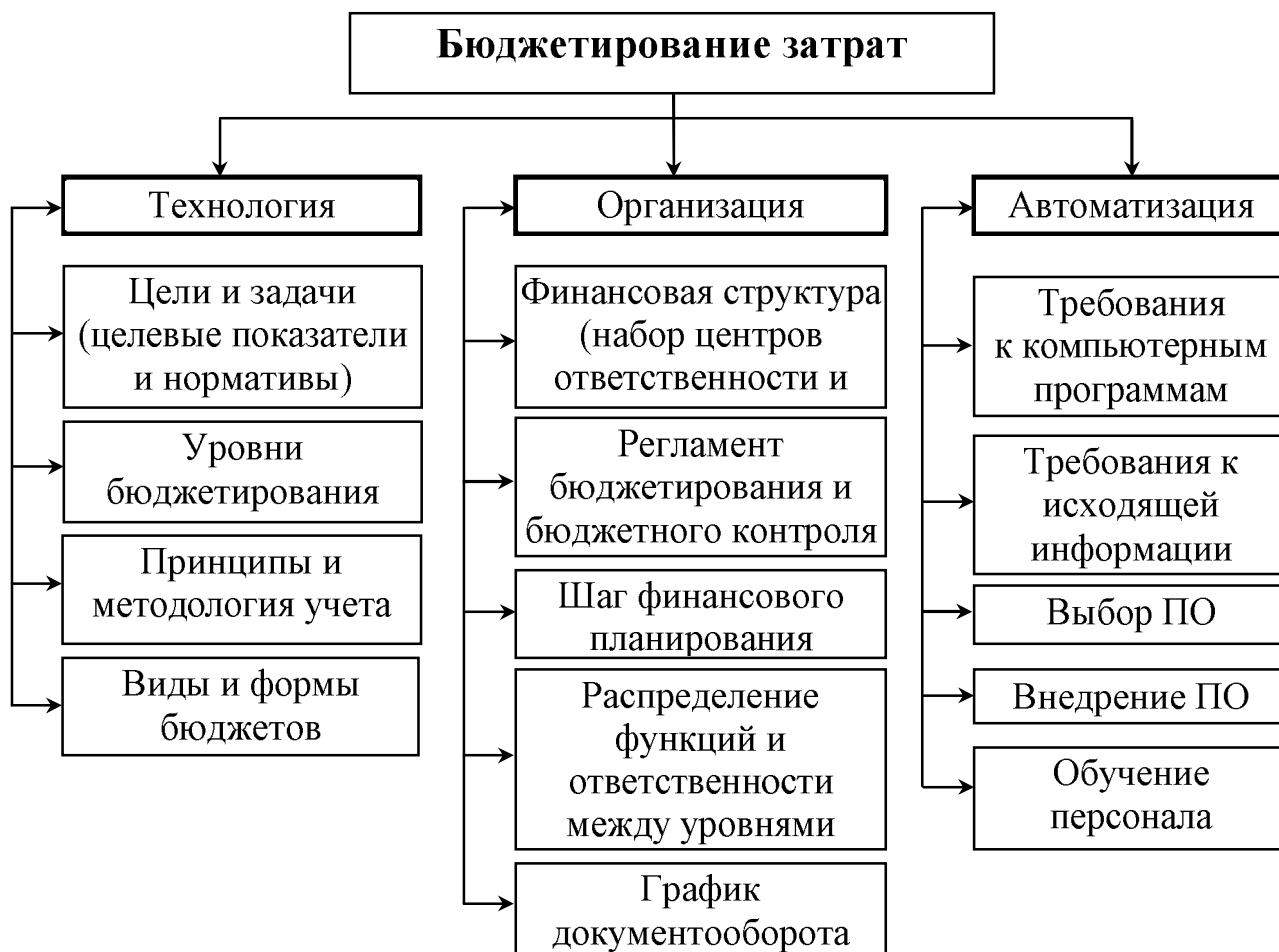 Бюджетирование затрат
Технология
Цели и задачи
(целевые показатели
и нормативы)
Уровни
бюджетирования
Принципы и
методология учета
Виды и формы
бюджетов
Организация
Финансовая структура
(набор центров
ответственности и
Регламент
бюджетирования и
бюджетного контроля
Шаг финансового
планирования
Распределение
функций и
ответственности
между уровнями
График
документооборота
Автоматизация
Требования
к компьютерным
программам
Требования к
исходящей
информации
Выбор ПО
Внедрение ПО
Обучение
персонала